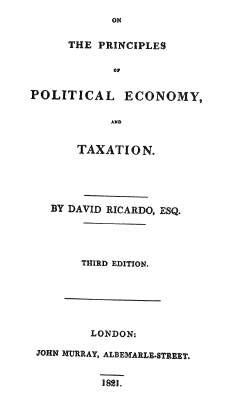 ON
THE PRINCIPLES
OF
POLITICAL ECONOMY,
AND
TAXATION.
BY DAVID RICARDO, ESQ.
THIRD EDITION.
LONDON:
JOHN MURRAY, ALBEMARLE-STREET.
1821.